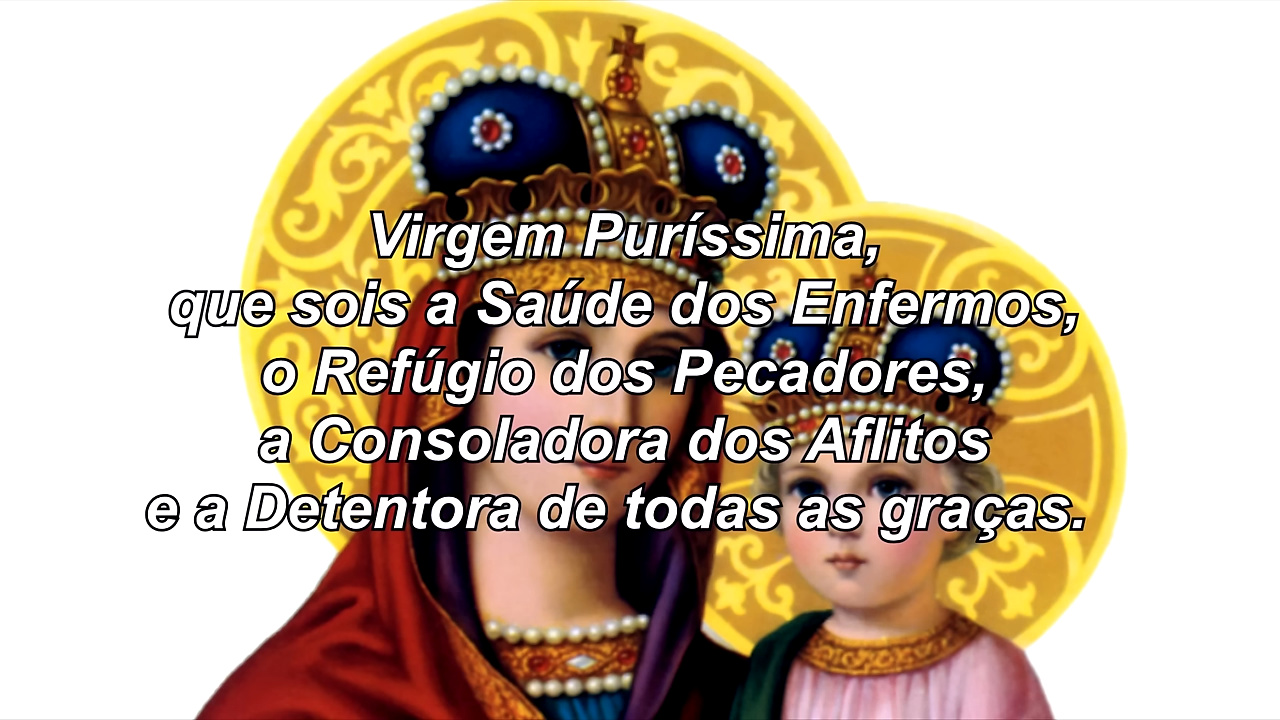 Virgem Puríssima,
que sois a Saúde dos Enfermos,
o Refúgio dos Pecadores,
a Consoladora dos Aflitos
e a Detentora de todas as graças.